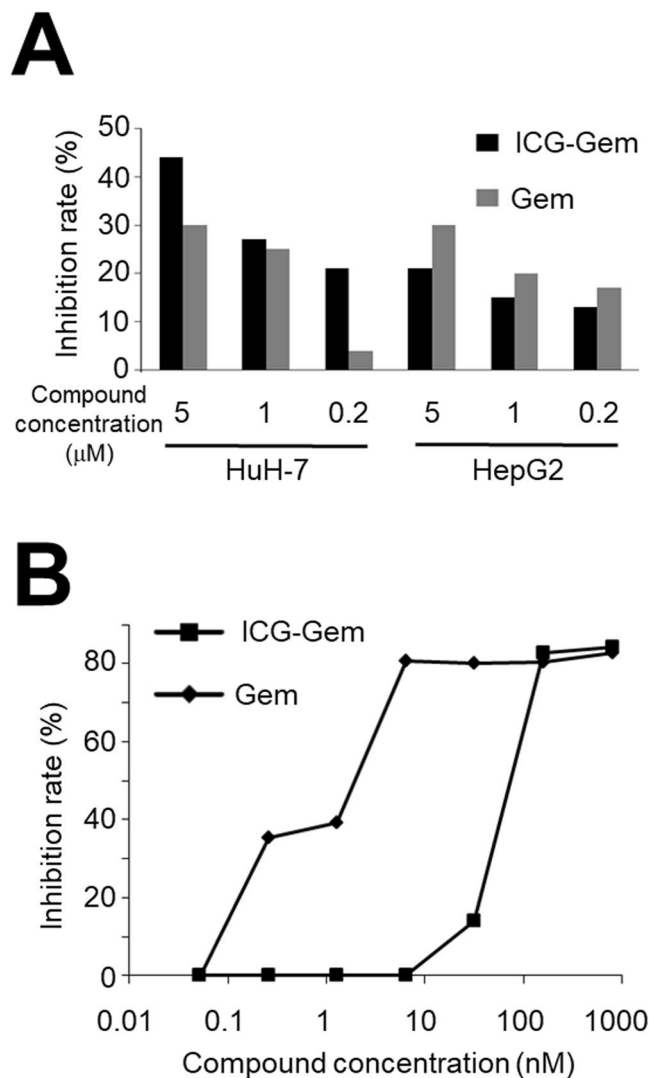 A
Inhibition rate (%)
50
40
30
20
10
0
ICG-Gem
Gem
Compound
concentration
(μM)
5 1 0.2 5 1 0.2
HuH-7 HepG2
B
Inhibition rate (%)
80
60
40
20
0
ICG-Gem
Gem
0.01 0.1 1 10 100 1000
Compound concentration (nM)